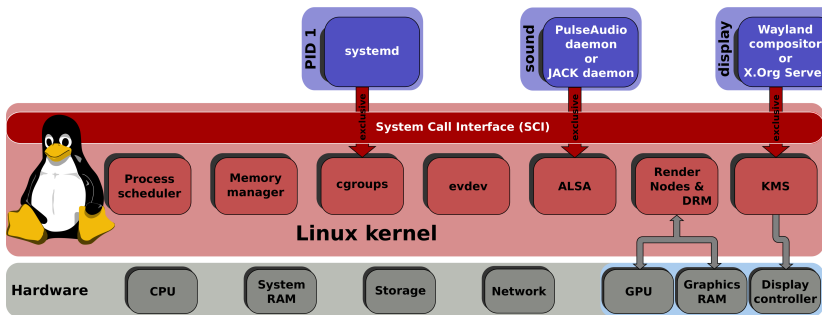 PID 1
systemd
sound
PulseAudio
daemon
or
JACK daemon
display
Wayland
compositor
or
X.Org Serve
exclusive
exclusive
exclusive
System Call Interface (SCI)
Process
scheduler
Memory
manager
cgroups
evdev
ALSA
Render
Nodes &
DRM
KMS
Linux kernel
Hardware
CPU
System
RAM
Storage
Network
GPU
Graphics
RAM
Display
controller